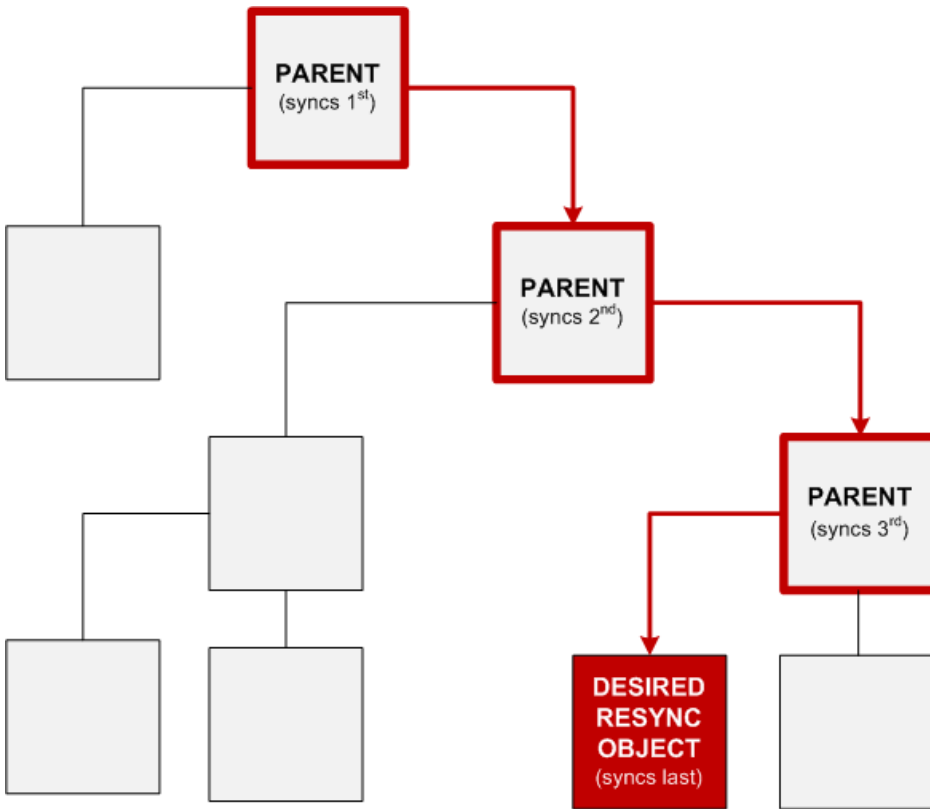 PARENT
(syncs 1st)
PARENT
(syncs 2nd)
PARENT
(syncs 3rd)
DESIRED
RESYNC
OBJECT
(syncs last)